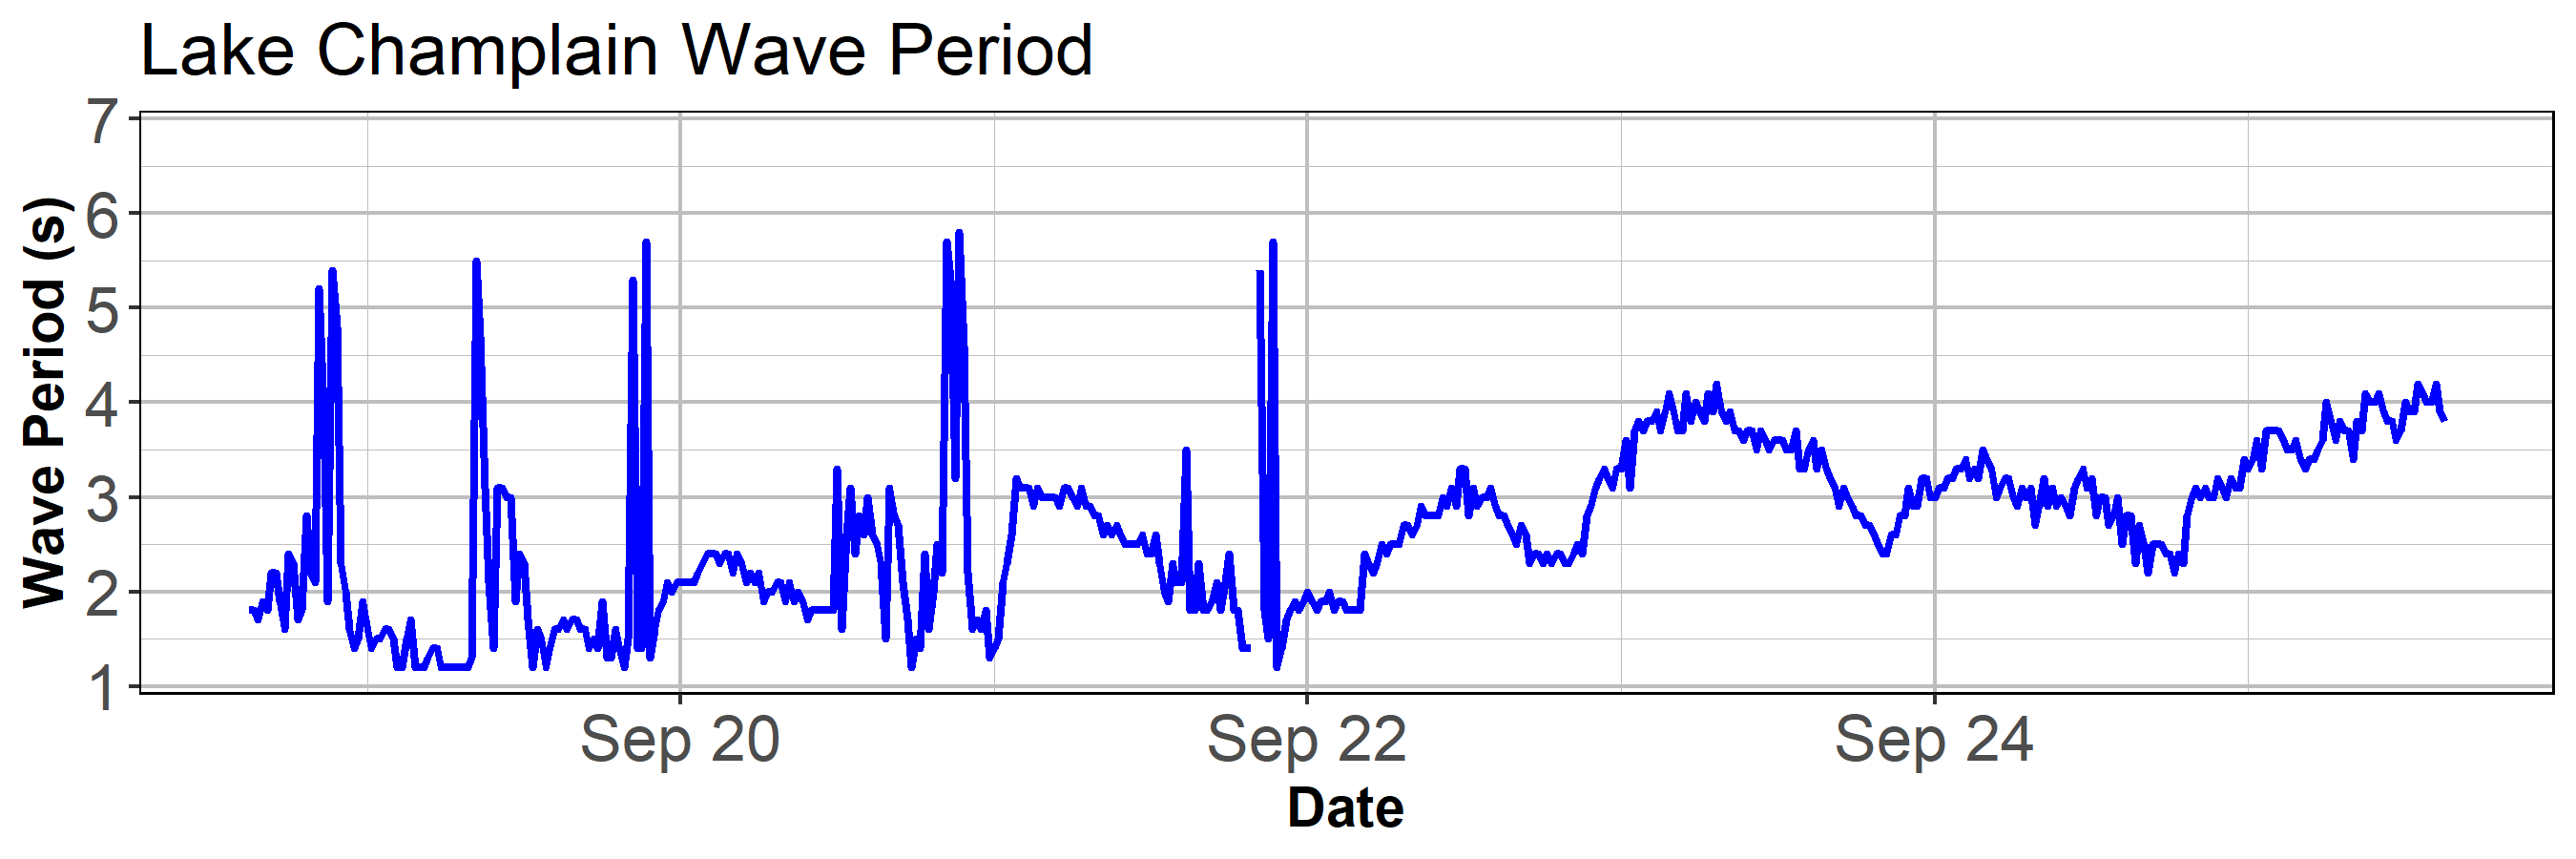 Lake Champlain Wave Period
Wave Period (s)
7
6
5
4
3
2
1
Sep 20
Sep 22
Sep 24
Date